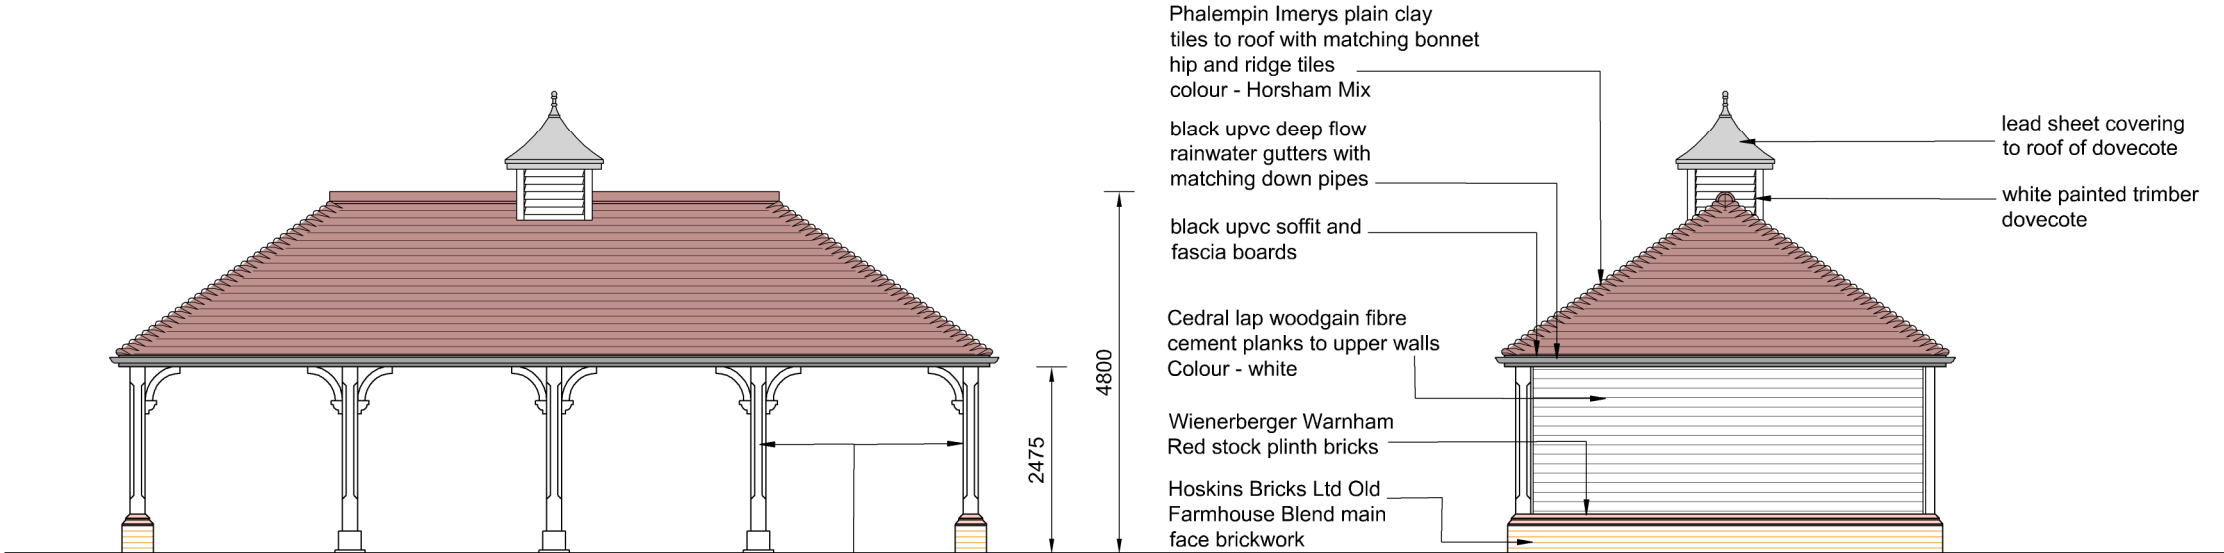 Phalempin Imerys plain clay
tiles to roof with matching bonnet
hip and ridge tiles
colour - Horsham Mix
black upvc deep flow
rainwater gutters with
matching down pipes
black upvc soffit and
fascia boards
Cedral lap woodgain fibre
cement planks to upper walls
Colour - white
Wienerberger Warnham
Red stock plinth bricks
Hoskins Bricks Ltd Old
Farmhouse Blend main
face brickwork
lead sheet covering
to roof of dovecote
white painted trimber
dovecote
4800
2475